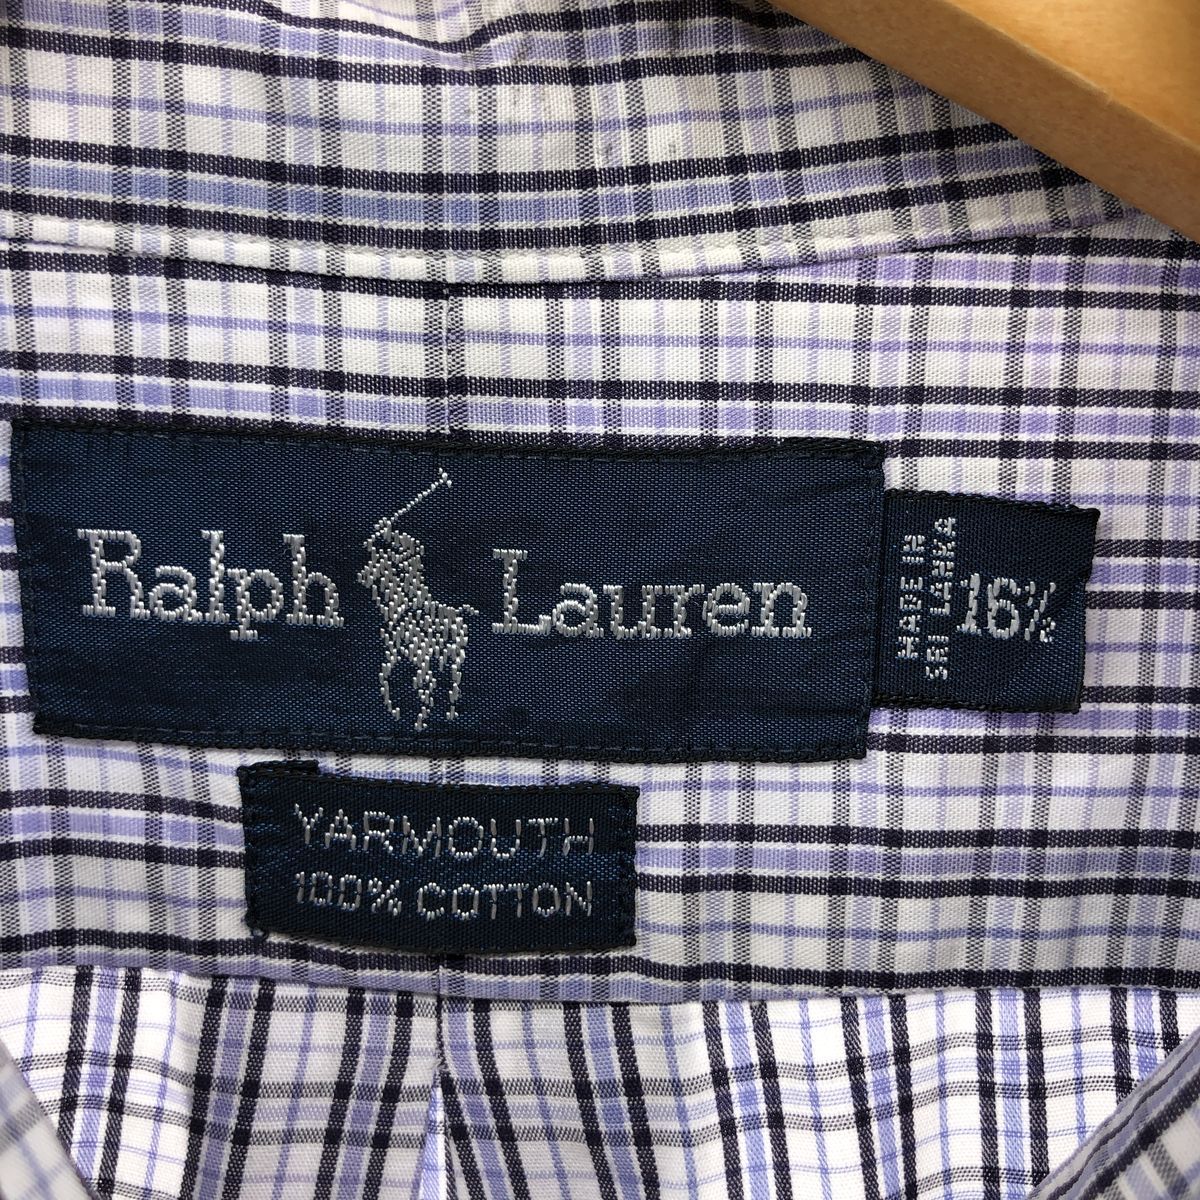 Ralph Lauren
MADE IN
SRI LANKA
16½
YARMOUTH
100% COTTON